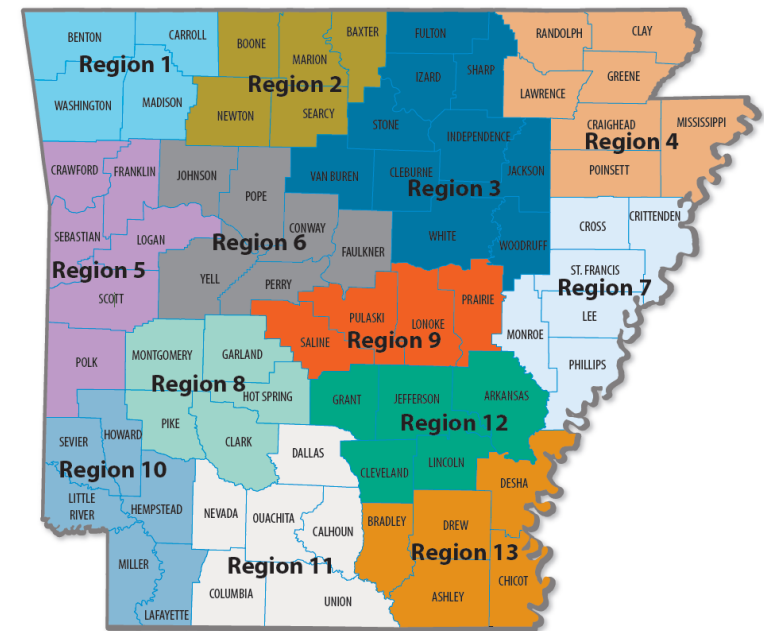 BENTON
CARROLL
Region 1
WASHINGTON
MADISON
BOONE
MARION
BAXTER
Region 2
NEWTON
SEARCY
FULTON
IZARD
SHARP
STONE
INDEPENDENCE
VAN BUREN
CLEBURNE
JACKSON
Region 3
WHITE
WOODRUFF
RANDOLPH
CLAY
GREENE
LAWRENCE
CRAIGHEAD
MISSISSIPPI
Region 4
POINSETT
CRAWFORD
FRANKLIN
SEBASTIAN
LOGAN
Region 5
SCOTT
POLK
JOHNSON
POPE
CONWAY
Region 6
FAULKNER
YELL
PERRY
CROSS
CRITTENDEN
ST. FRANCIS
Region 7
LEE
MONROE
PHILLIPS
MONTGOMERY
GARLAND
Region 8
HOT SPRING
PIKE
CLARK
PRAIRIE
PULASKI
LONOKE
SALINE
Region 9
SEVIER
HOWARD
Region 10
LITTLE
RIVER
HEMPSTEAD
MILLER
LAFAYETTE
DALLAS
NEVADA
OUACHITA
CALHOUN
Region 11
COLUMBIA
UNION
GRANT
JEFFERSON
ARKANSAS
Region 12
CLEVELAND
LINCOLN
DESHA
BRADLEY
DREW
Region 13
CHICOT
ASHLEY